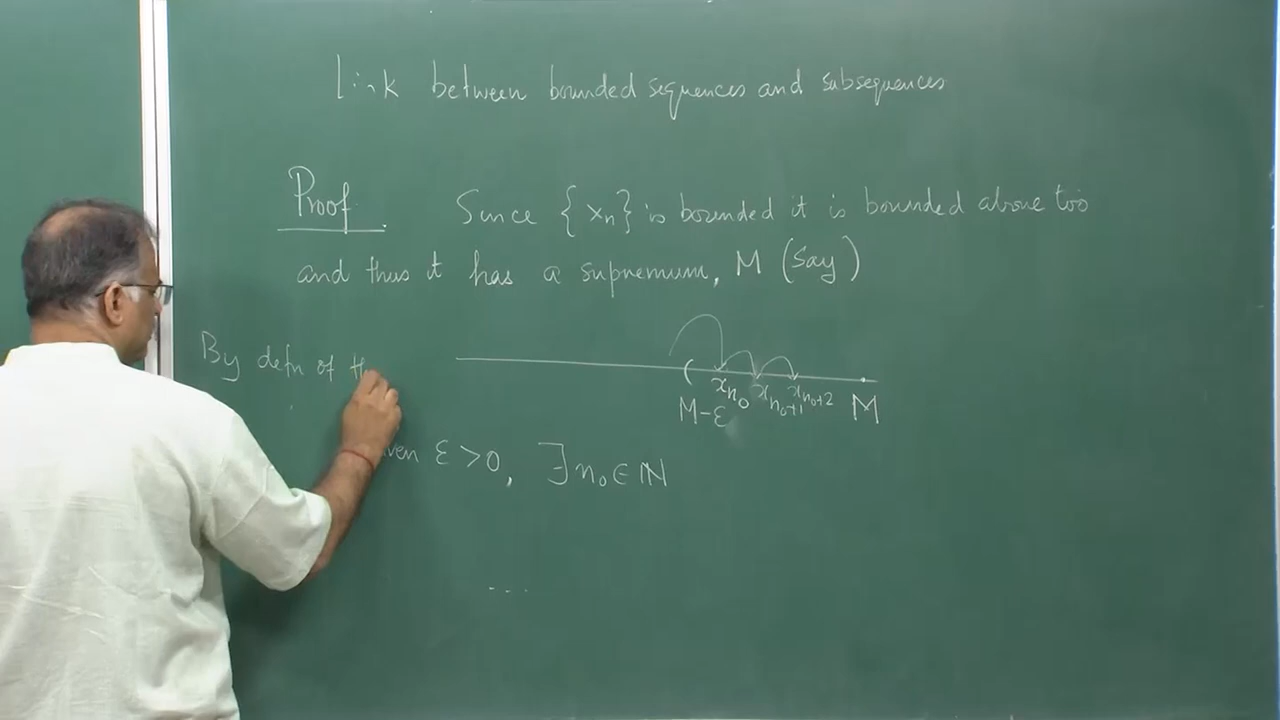 Link between bounded sequences and subsequences
Proof. Since {xₙ} is bounded it is bounded above too
and thus it has a supremum, M (say)
By defn of th
( xₙ₀ xₙ₀₊₁ xₙ₀₊₂ M
M-ε
ε>0, ∃ n₀ ∈ ℕ
...